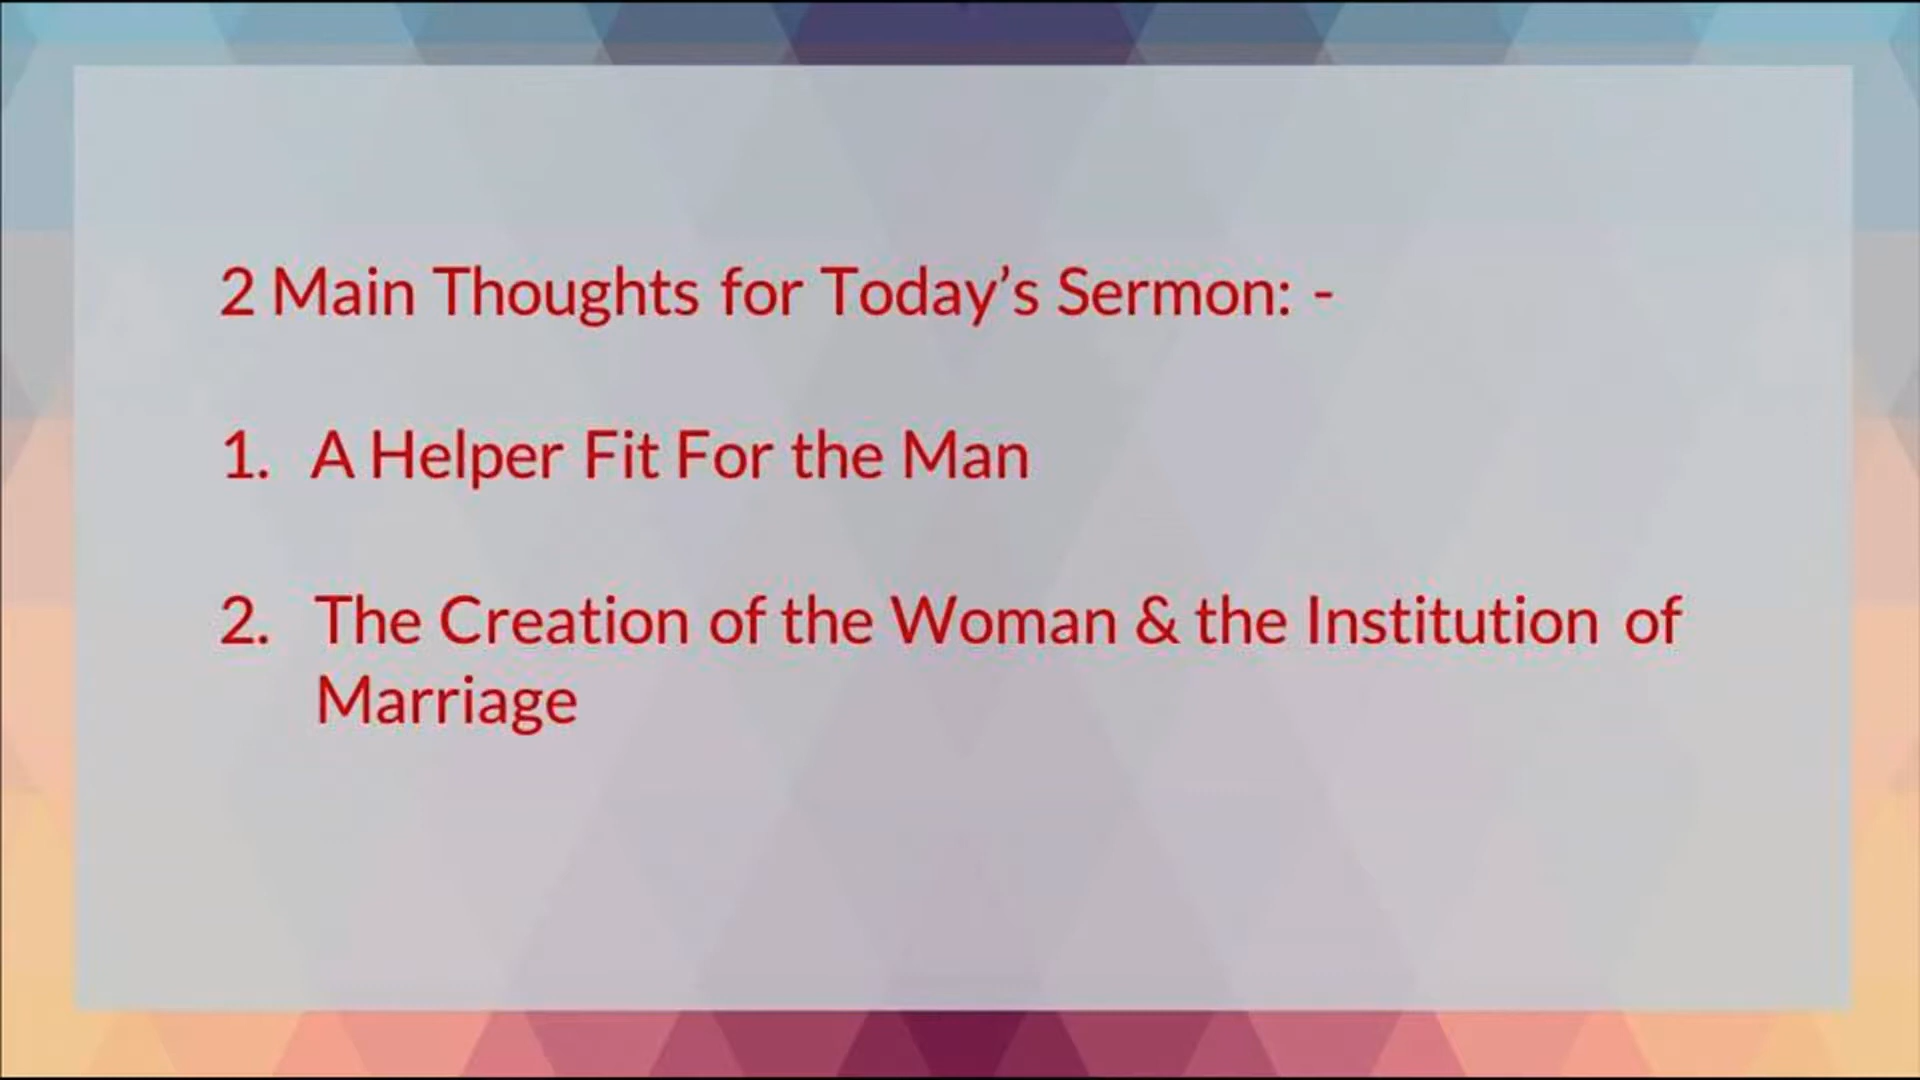 2 Main Thoughts for Today’s Sermon: -
1. A Helper Fit For the Man
2. The Creation of the Woman & the Institution of
Marriage